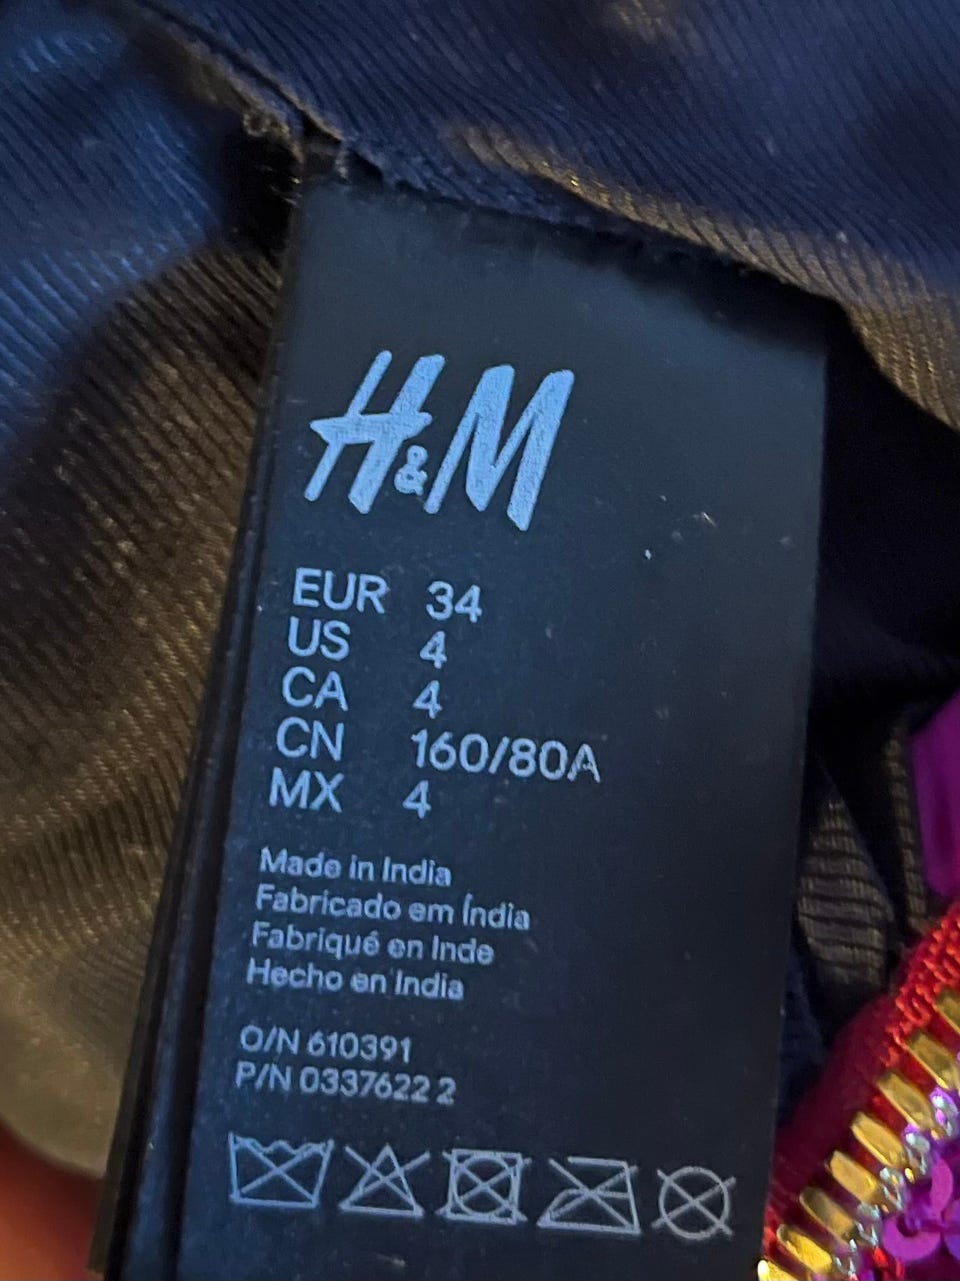 H&M
EUR 34
US 4
CA 4
CN 160/80A
MX 4
Made in India
Fabricado em Índia
Fabriqué en Inde
Hecho en India
O/N 610391
P/N 0337622 2